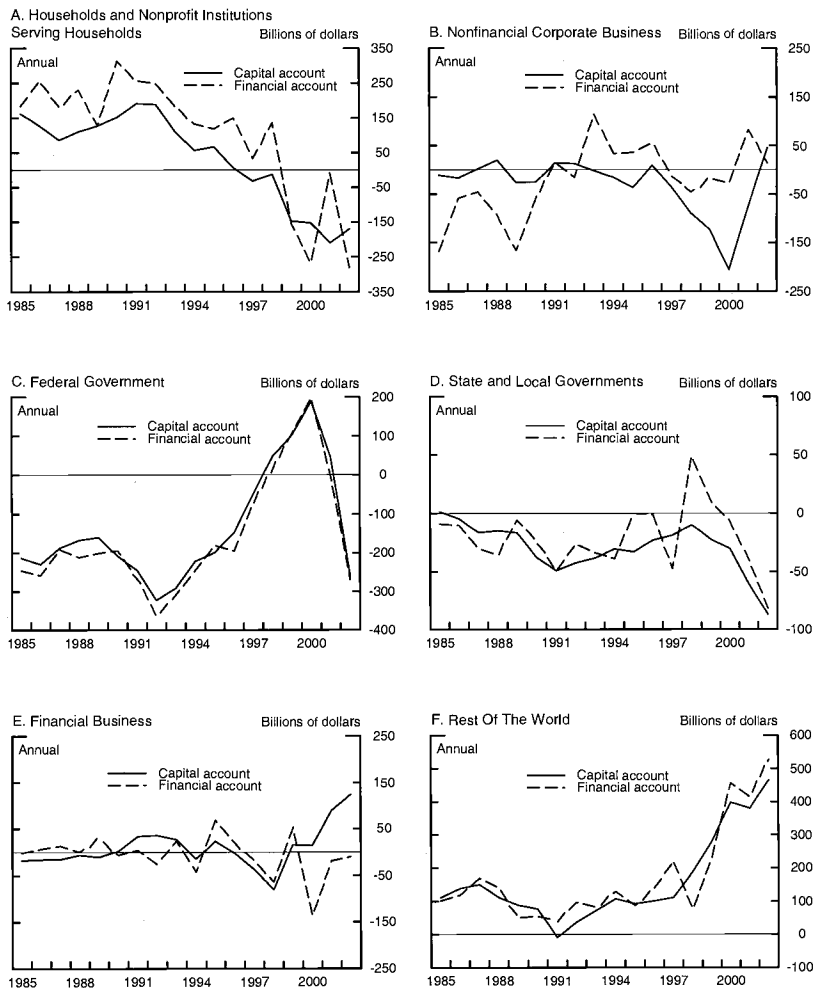 A. Households and Nonprofit Institutions
Serving Households Billions of dollars
Annual
Capital account
Financial account
350
250
150
50
-50
-150
-250
-350
1985 1988 1991 1994 1997 2000
B. Nonfinancial Corporate Business Billions of dollars
Annual
Capital account
Financial account
250
150
50
-50
-150
-250
1985 1988 1991 1994 1997 2000
C. Federal Government Billions of dollars
Annual
Capital account
Financial account
200
100
0
-100
-200
-300
-400
1985 1988 1991 1994 1997 2000
D. State and Local Governments Billions of dollars
Annual
Capital account
Financial account
100
50
0
-50
-100
1985 1988 1991 1994 1997 2000
E. Financial Business Billions of dollars
Annual
Capital account
Financial account
250
150
50
-50
-150
-250
1985 1988 1991 1994 1997 2000
F. Rest Of The World Billions of dollars
Annual
Capital account
Financial account
600
500
400
300
200
100
0
-100
1985 1988 1991 1994 1997 2000